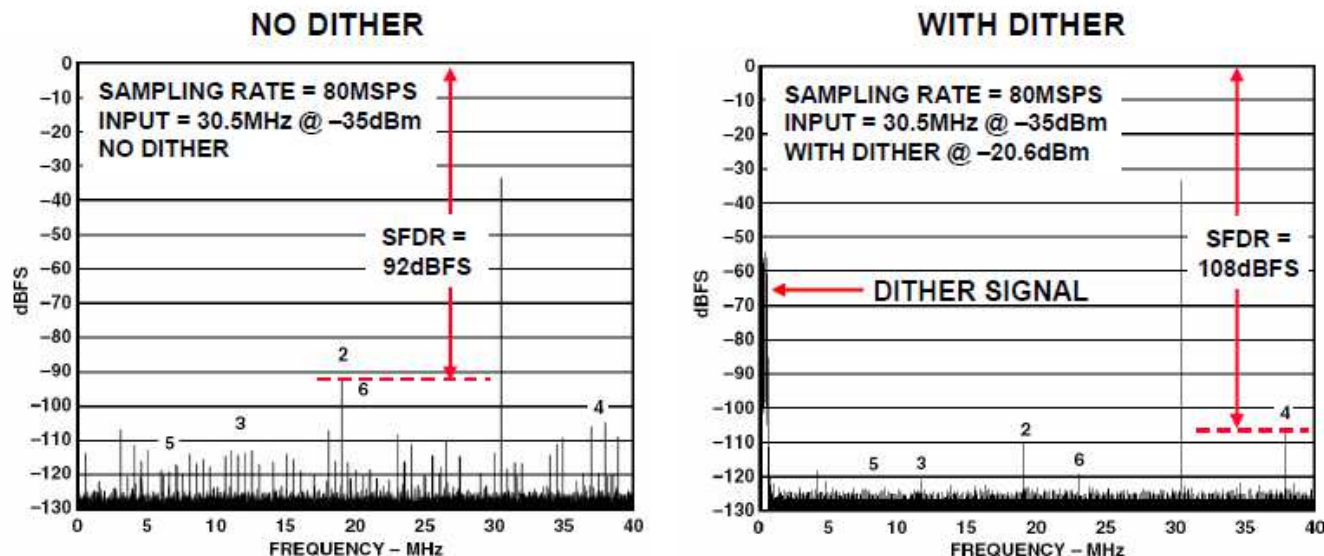 NO DITHER
SAMPLING RATE = 80MSPS
INPUT = 30.5MHz @ –35dBm
NO DITHER
SFDR =
92dBFS
2
6
3
4
5
dBFS
0
–10
–20
–30
–40
–50
–60
–70
–80
–90
–100
–110
–120
–130
0 5 10 15 20 25 30 35 40
FREQUENCY – MHz
WITH DITHER
SAMPLING RATE = 80MSPS
INPUT = 30.5MHz @ –35dBm
WITH DITHER @ –20.6dBm
SFDR =
108dBFS
DITHER SIGNAL
4
2
5
3
6
dBFS
0
–10
–20
–30
–40
–50
–60
–70
–80
–90
–100
–110
–120
–130
0 5 10 15 20 25 30 35 40
FREQUENCY – MHz